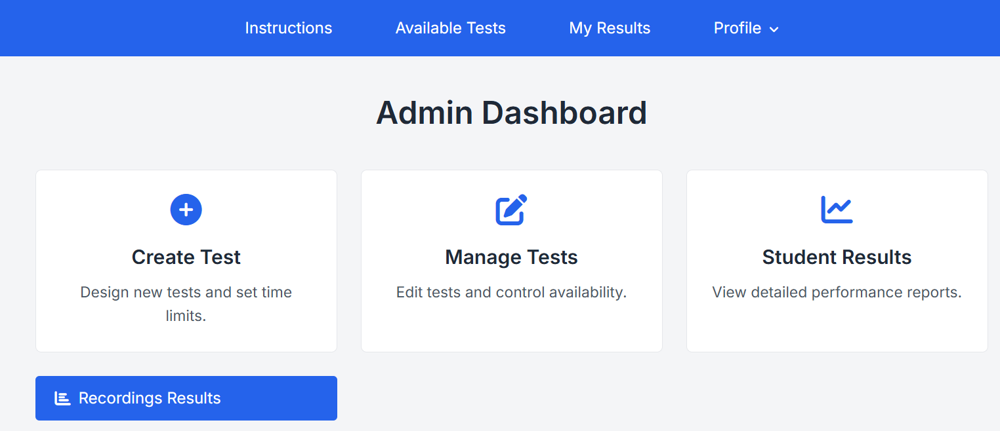 Instructions Available Tests My Results Profile
Admin Dashboard
Create Test
Design new tests and set time
limits.
Manage Tests
Edit tests and control availability.
Student Results
View detailed performance reports.
Recordings Results